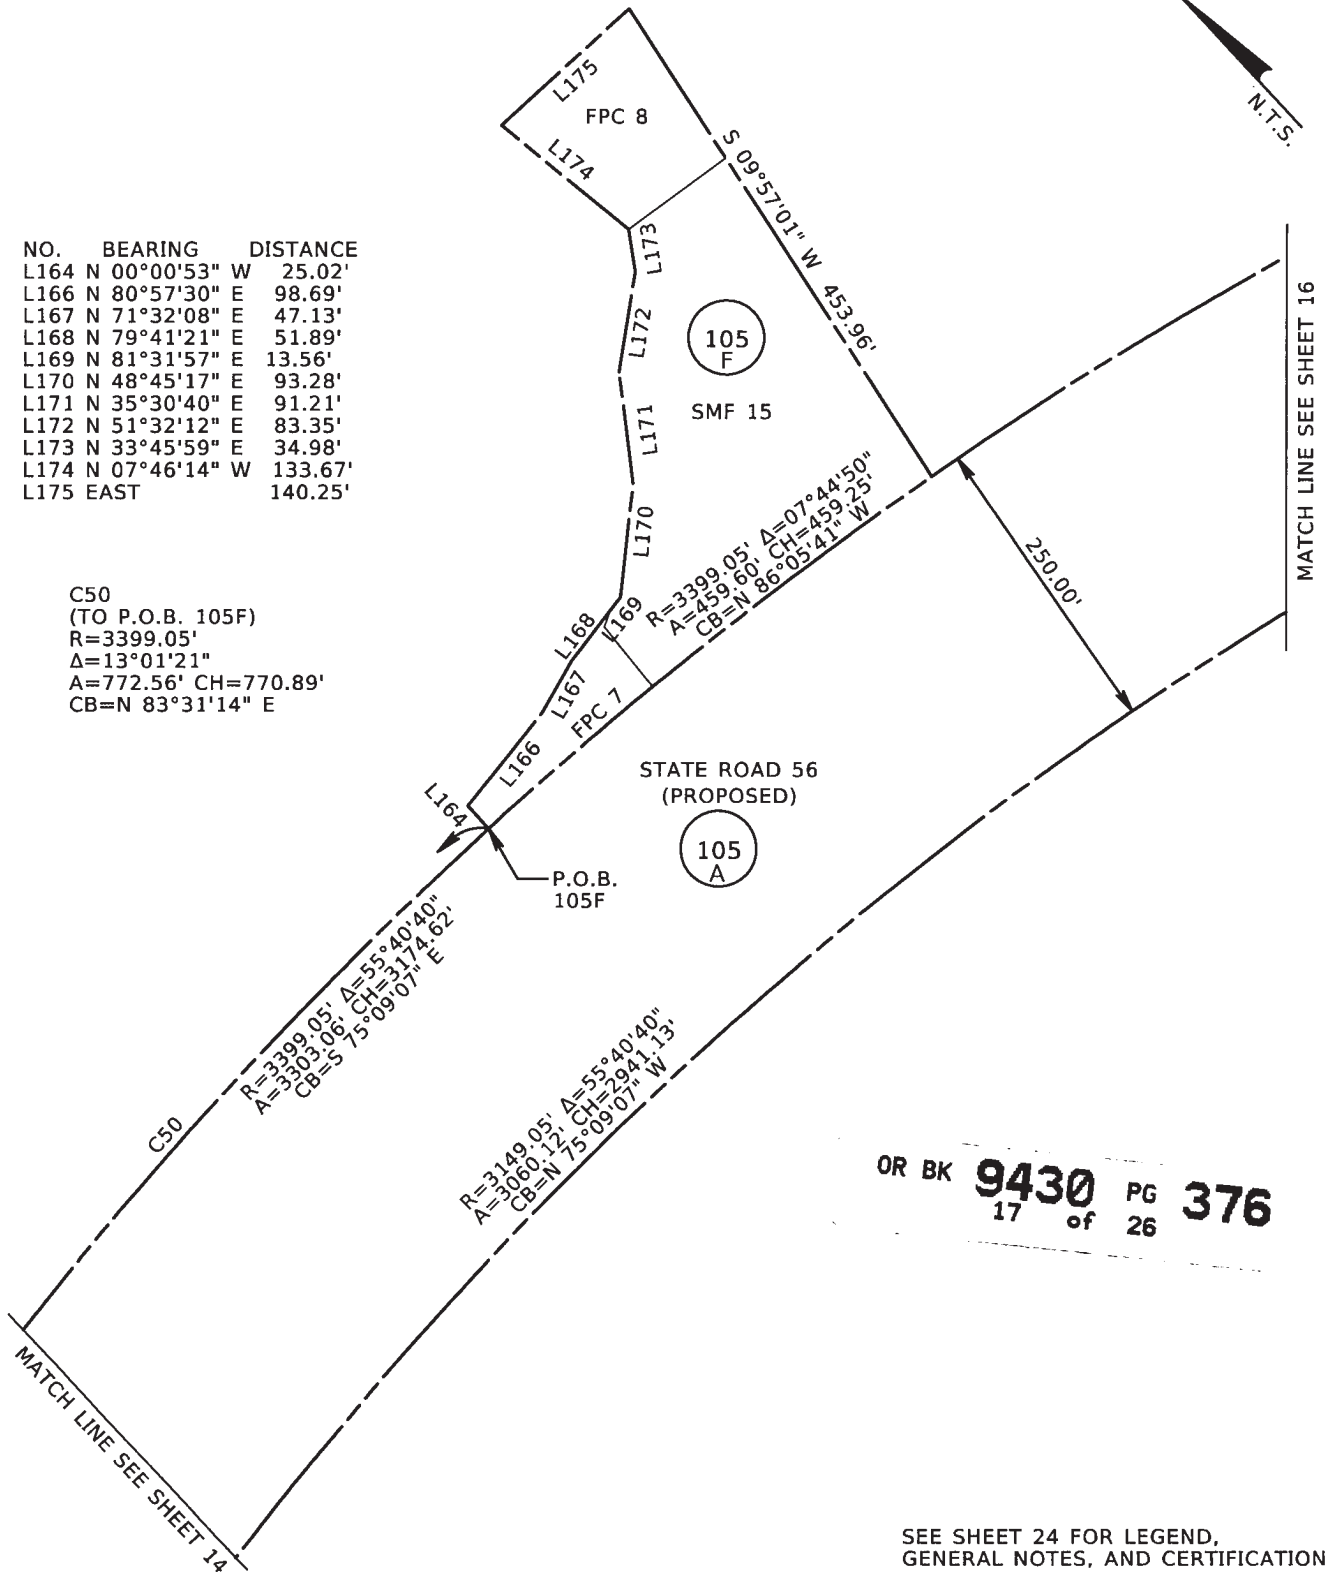 L175
FPC 8
N.T.S.
L174
S 09°57'01" W 453.96'
L173
NO. BEARING DISTANCE
L164 N 00°00'53" W 25.02'
L166 N 80°57'30" E 98.69'
L167 N 71°32'08" E 47.13'
L168 N 79°41'21" E 51.89'
L169 N 81°31'57" E 13.56'
L170 N 48°45'17" E 93.28'
L171 N 35°30'40" E 91.21'
L172 N 51°32'12" E 83.35'
L173 N 33°45'59" E 34.98'
L174 N 07°46'14" W 133.67'
L175 EAST 140.25'
L172
105
F
SMF 15
L171
MATCH LINE SEE SHEET 16
L170
R=3399.05' Δ=07°44'50"
A=459.60' CH=459.25'
CB=N 86°05'41" W
250.00'
C50
(TO P.O.B. 105F)
R=3399.05'
Δ=13°01'21"
A=772.56' CH=770.89'
CB=N 83°31'14" E
L169
L168
L167
FPC 7
L166
L164
STATE ROAD 56
(PROPOSED)
105
A
P.O.B.
105F
R=3399.05' Δ=55°40'40"
A=3303.06' CH=3174.62'
CB=S 75°09'07" E
C50
R=3149.05' Δ=55°40'40"
A=3060.12' CH=2941.13'
CB=N 75°09'07" W
OR BK 9430 PG 376
17 of 26
MATCH LINE SEE SHEET 14
SEE SHEET 24 FOR LEGEND,
GENERAL NOTES, AND CERTIFICATION